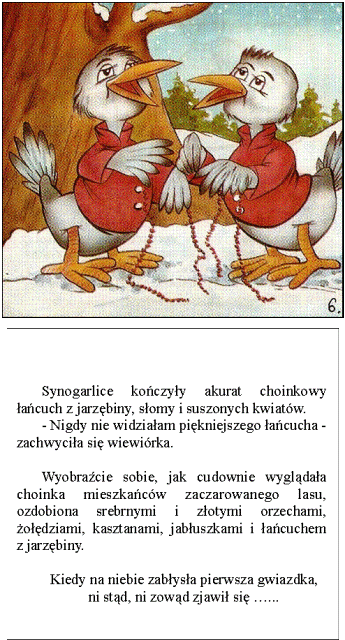 6.
Synogarlice kończyły akurat choinkowy
łańcuch z jarzębiny, słomy i suszonych kwiatów.
- Nigdy nie widziałam piękniejszego łańcucha -
zachwyciła się wiewiórka.
Wyobraźcie sobie, jak cudownie wyglądała
choinka mieszkańców zaczarowanego lasu,
ozdobiona srebrnymi i złotymi orzechami,
żołędziami, kasztanami, jabłuszkami i łańcuchem
z jarzębiny.
Kiedy na niebie zabłysła pierwsza gwiazdka,
ni stąd, ni zowąd zjawił się …...